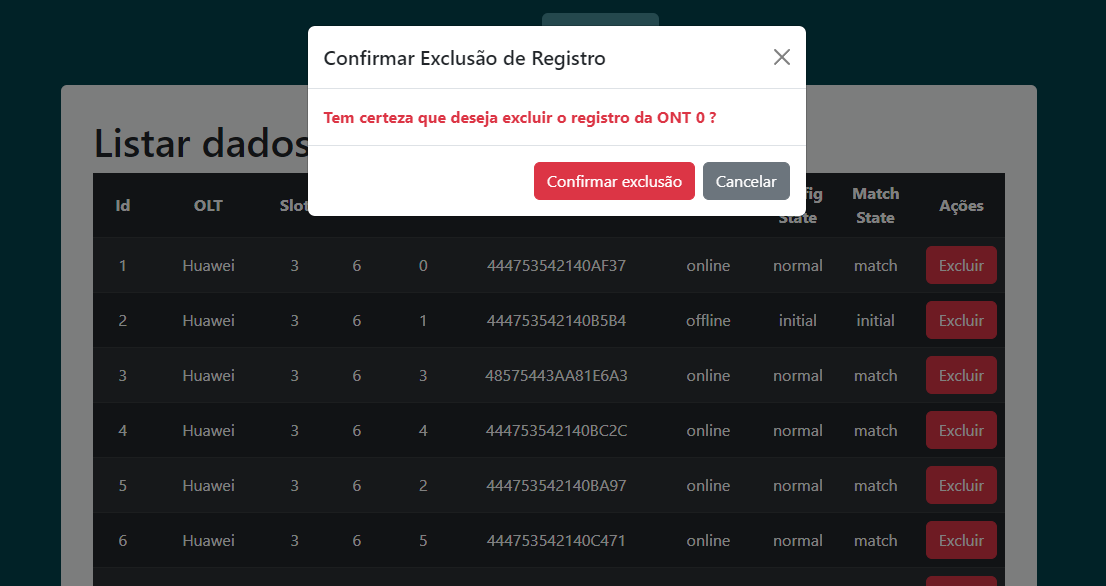 Confirmar Exclusão de Registro
Tem certeza que deseja excluir o registro da ONT 0 ?
Confirmar exclusão Cancelar
Listar dados
Id OLT Slot State Match State Ações
1 Huawei 3 6 0 444753542140AF37 online normal match Excluir
2 Huawei 3 6 1 444753542140B5B4 offline initial initial Excluir
3 Huawei 3 6 3 48575443AA81E6A3 online normal match Excluir
4 Huawei 3 6 4 444753542140BC2C online normal match Excluir
5 Huawei 3 6 2 444753542140BA97 online normal match Excluir
6 Huawei 3 6 5 444753542140C471 online normal match Excluir